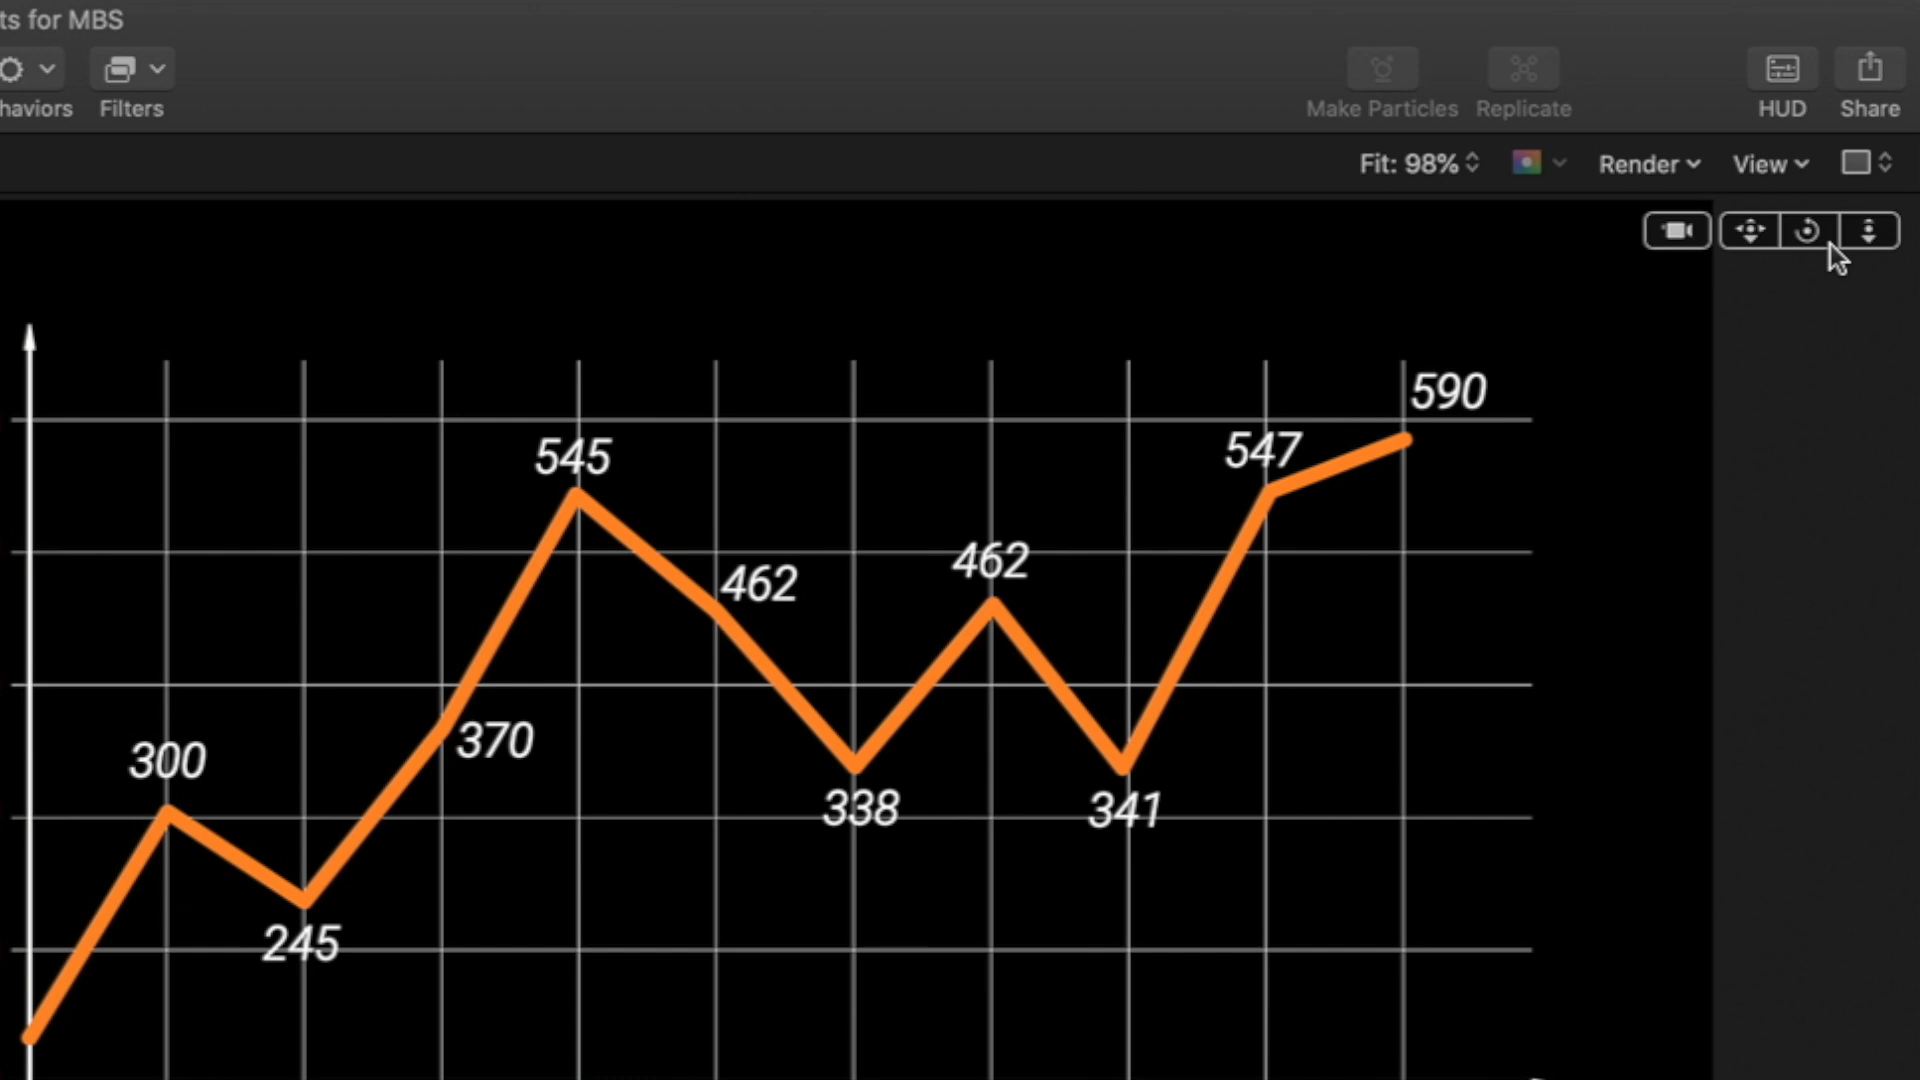 ts for MBS
haviors Filters Make Particles Replicate HUD Share
Fit: 98% Render View
590
545 547
462 462
300 370
338 341
245